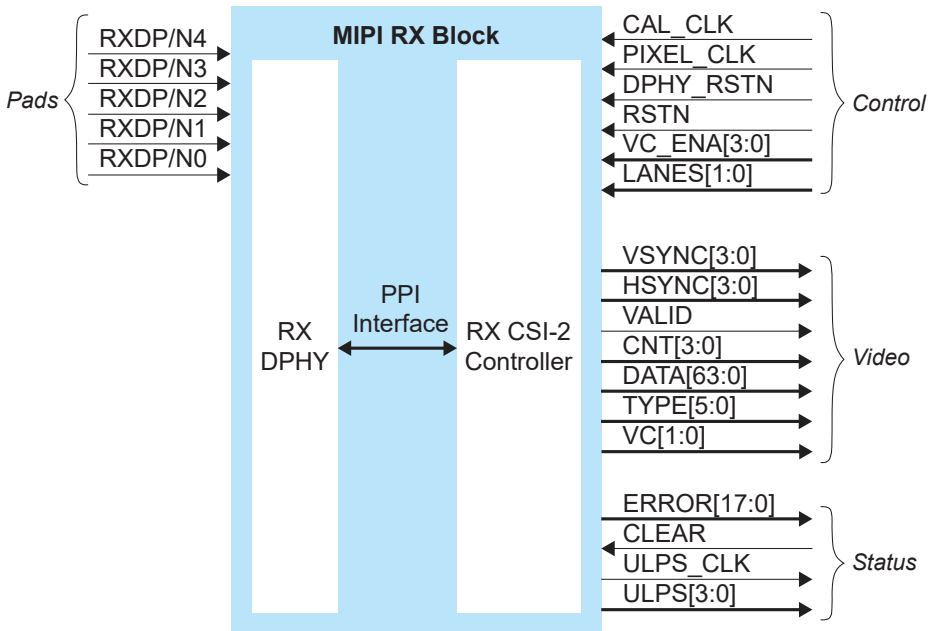 MIPI RX Block
Pads
RXDP/N4
RXDP/N3
RXDP/N2
RXDP/N1
RXDP/N0
RX
DPHY
PPI
Interface
RX CSI-2
Controller
CAL_CLK
PIXEL_CLK
DPHY_RSTN
RSTN
VC_ENA[3:0]
LANES[1:0]
Control
VSYNC[3:0]
HSYNC[3:0]
VALID
CNT[3:0]
DATA[63:0]
TYPE[5:0]
VC[1:0]
Video
ERROR[17:0]
CLEAR
ULPS_CLK
ULPS[3:0]
Status